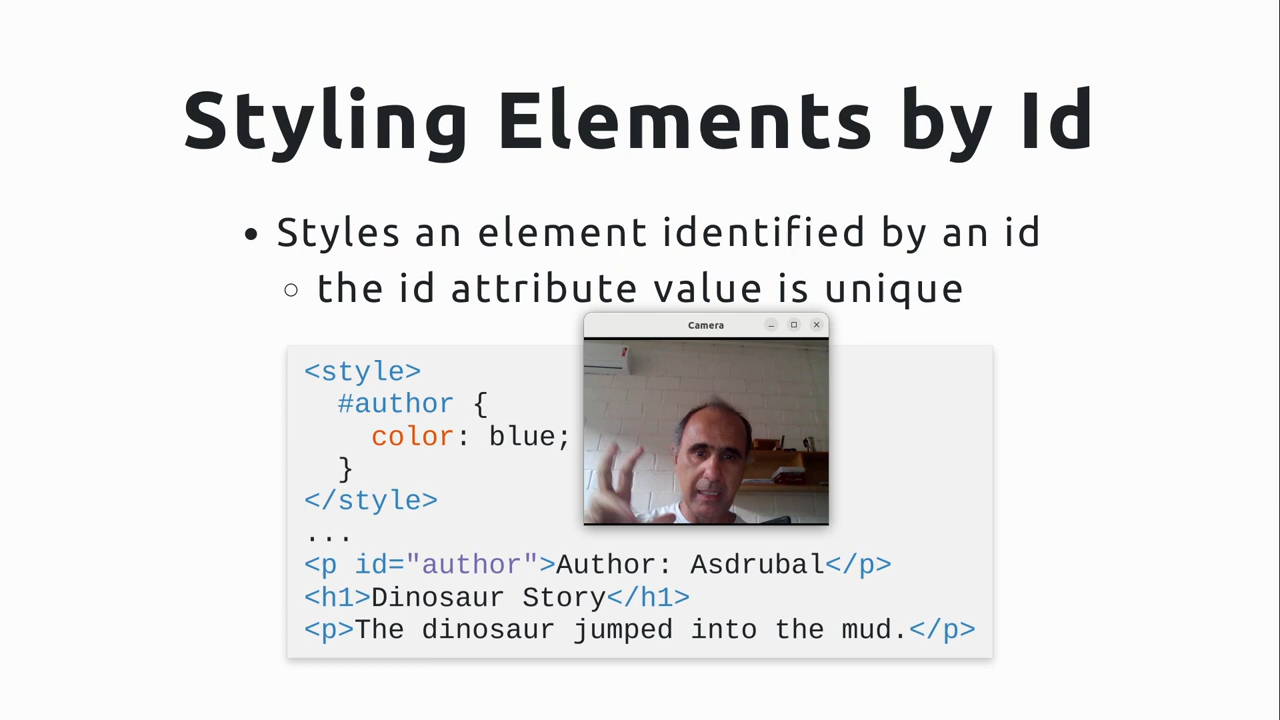 Styling Elements by Id
• Styles an element identified by an id
◦ the id attribute value is unique
Camera
<style>
  #author {
    color: blue;
  }
</style>
...
<p id="author">Author: Asdrubal</p>
<h1>Dinosaur Story</h1>
<p>The dinosaur jumped into the mud.</p>